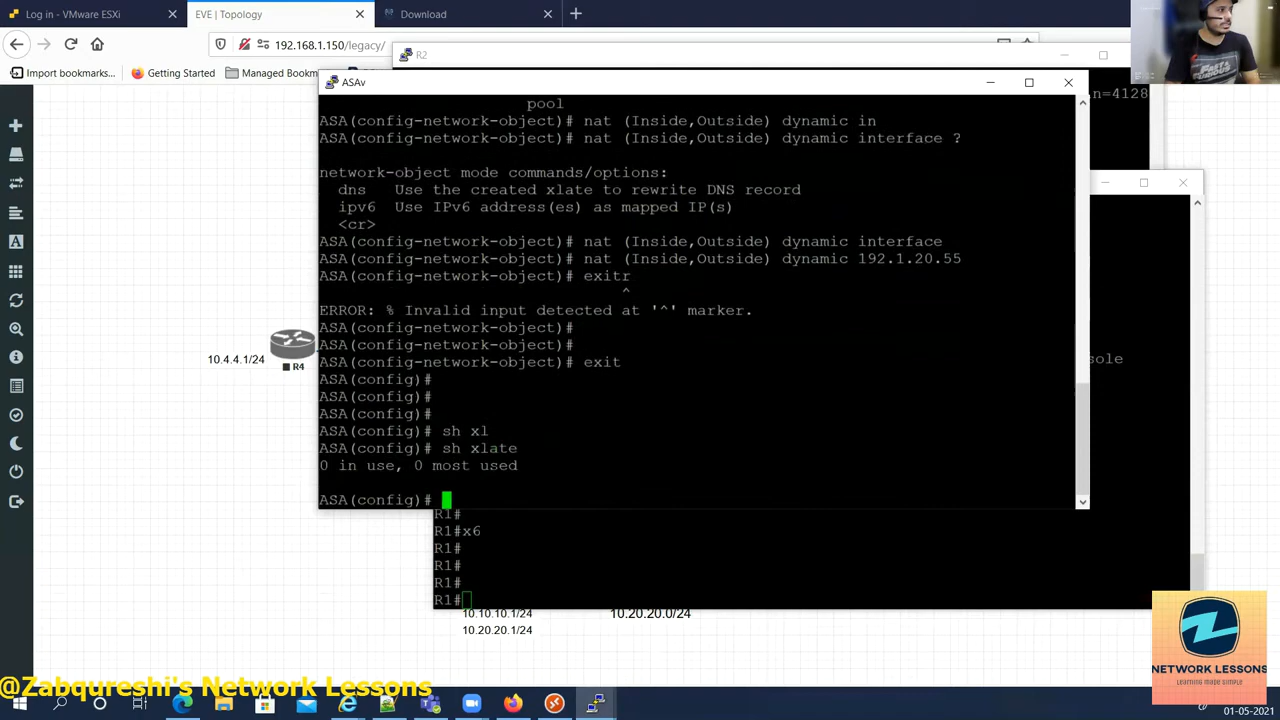 Log in - VMware ESXi
EVE | Topology
Download
192.168.1.150/legacy/
Import bookmarks...
Getting Started
Managed Bookm
R2
n=4128
ASAv
pool
ASA(config-network-object)# nat (Inside,Outside) dynamic in
ASA(config-network-object)# nat (Inside,Outside) dynamic interface ?
network-object mode commands/options:
dns Use the created xlate to rewrite DNS record
ipv6 Use IPv6 address(es) as mapped IP(s)
<cr>
ASA(config-network-object)# nat (Inside,Outside) dynamic interface
ASA(config-network-object)# nat (Inside,Outside) dynamic 192.1.20.55
ASA(config-network-object)# exitr
^
ERROR: % Invalid input detected at '^' marker.
ASA(config-network-object)#
ASA(config-network-object)#
ASA(config-network-object)# exit
ASA(config)#
ASA(config)#
ASA(config)#
ASA(config)# sh xl
ASA(config)# sh xlate
0 in use, 0 most used
ASA(config)#
10.4.4.1/24
R4
sole
R1#
R1#x6
R1#
R1#
R1#
R1#
10.10.10.1/24
10.20.20.0/24
10.20.20.1/24
FAST & FURIOUS
NETWORK LESSONS
LEARNING MADE SIMPLE
@Zabqureshi's Network Lessons
01-05-2021